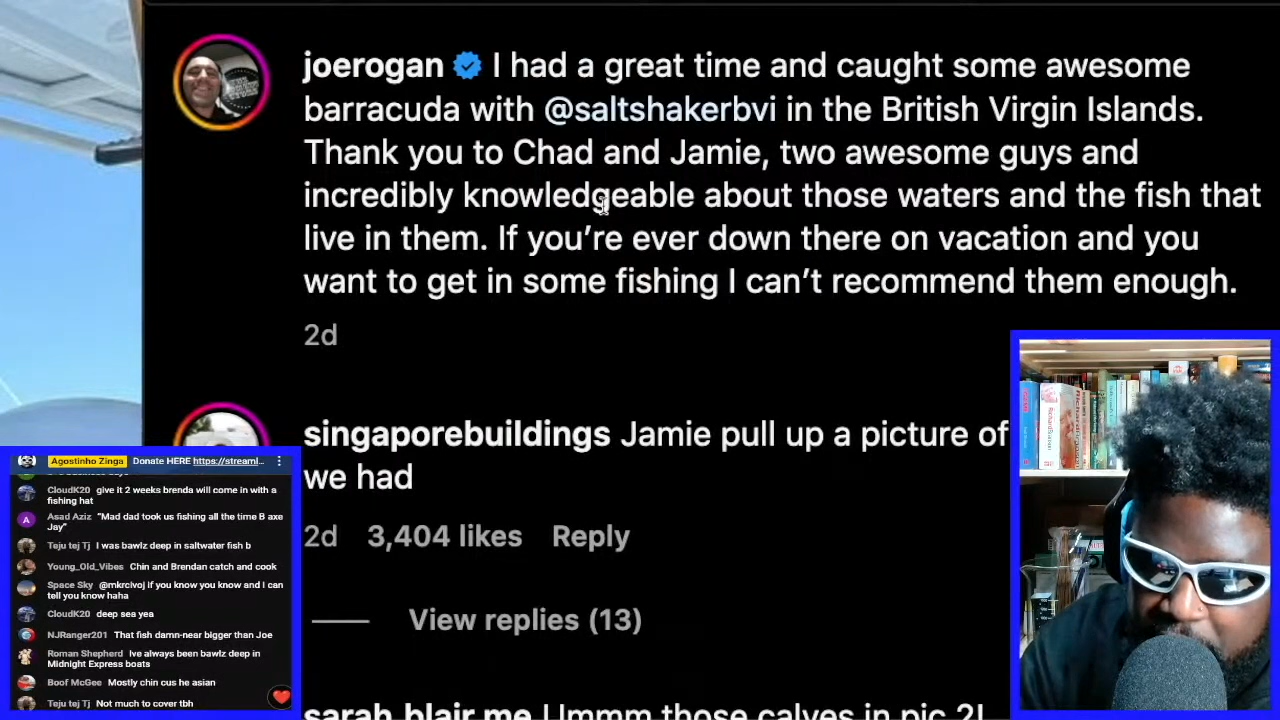 joerogan I had a great time and caught some awesome
barracuda with @saltshakerbvi in the British Virgin Islands.
Thank you to Chad and Jamie, two awesome guys and
incredibly knowledgeable about those waters and the fish that
live in them. If you’re ever down there on vacation and you
want to get in some fishing I can’t recommend them enough.
2d
singaporebuildings Jamie pull up a picture of
we had
2d 3,404 likes Reply
View replies (13)
sarah.blair.me Ummm those calves in pic 2!
Agostinho Zinga Donate HERE https://streaml...
CloudK20 give it 2 weeks brenda will come in with a
fishing hat
Asad Aziz "Mad dad took us fishing all the time B axe
Jay"
Teju tej Tj I was bawlz deep in saltwater fish b
Young_Old_Vibes Chin and Brendan catch and cook
Space Sky @mkrclvoj if you know you know and I can
tell you know haha
CloudK20 deep sea yea
NJRanger201 That fish damn-near bigger than Joe
Roman Shepherd Ive always been bawlz deep in
Midnight Express boats
Boof McGee Mostly chin cus he asian
Teju tej Tj Not much to cover tbh